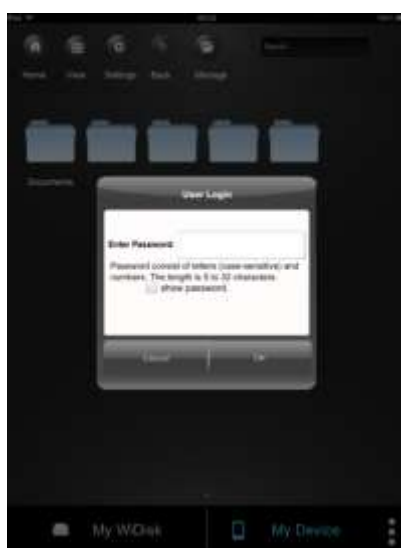 Home View Settings Back Manage
Documents
User Login
Enter Password
Password consist of letters (case-sensitive) and
numbers. The length is 5 to 32 characters.
show password
Cancel OK
My WiDisk My Device